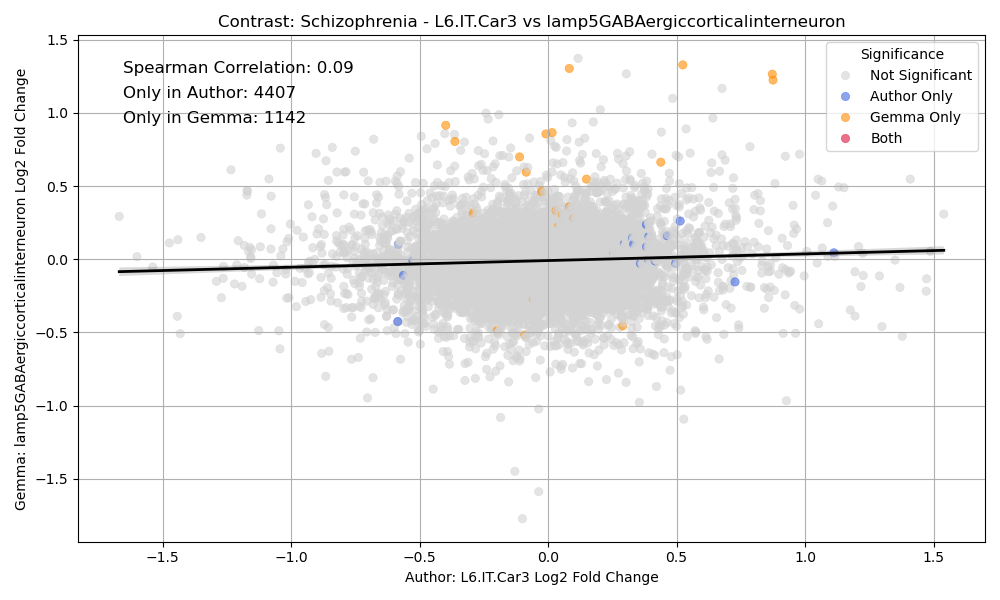 Contrast: Schizophrenia - L6.IT.Car3 vs lamp5GABAergiccorticalinterneuron
Spearman Correlation: 0.09
Only in Author: 4407
Only in Gemma: 1142
Significance
Not Significant
Author Only
Gemma Only
Both
Gemma: lamp5GABAergiccorticalinterneuron Log2 Fold Change
1.5
1.0
0.5
0.0
−0.5
−1.0
−1.5
−1.5 −1.0 −0.5 0.0 0.5 1.0 1.5
Author: L6.IT.Car3 Log2 Fold Change